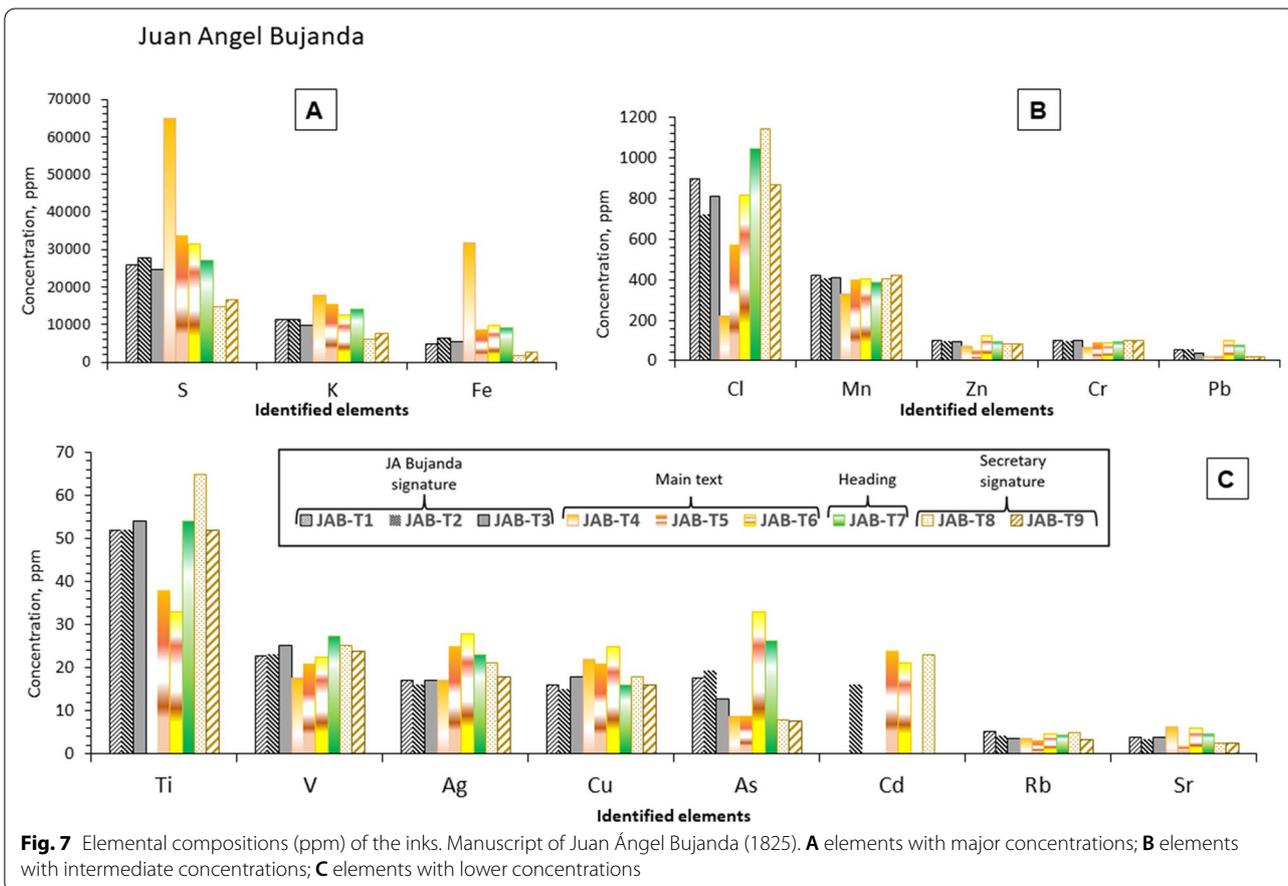 Juan Angel Bujanda
A
70000
60000
50000
40000
30000
20000
10000
0
Concentration, ppm
S K Fe
Identified elements
B
1200
1000
800
600
400
200
0
Concentration, ppm
Cl Mn Zn Cr Pb
Identified elements
C
70
60
50
40
30
20
10
0
Concentration, ppm
JA Bujanda
signature
Main text
Heading
Secretary
signature
JAB-T1 JAB-T2 JAB-T3 JAB-T4 JAB-T5 JAB-T6 JAB-T7 JAB-T8 JAB-T9
Ti V Ag Cu As Cd Rb Sr
Identified elements
Fig. 7 Elemental compositions (ppm) of the inks. Manuscript of Juan Ángel Bujanda (1825). A elements with major concentrations; B elements
with intermediate concentrations; C elements with lower concentrations